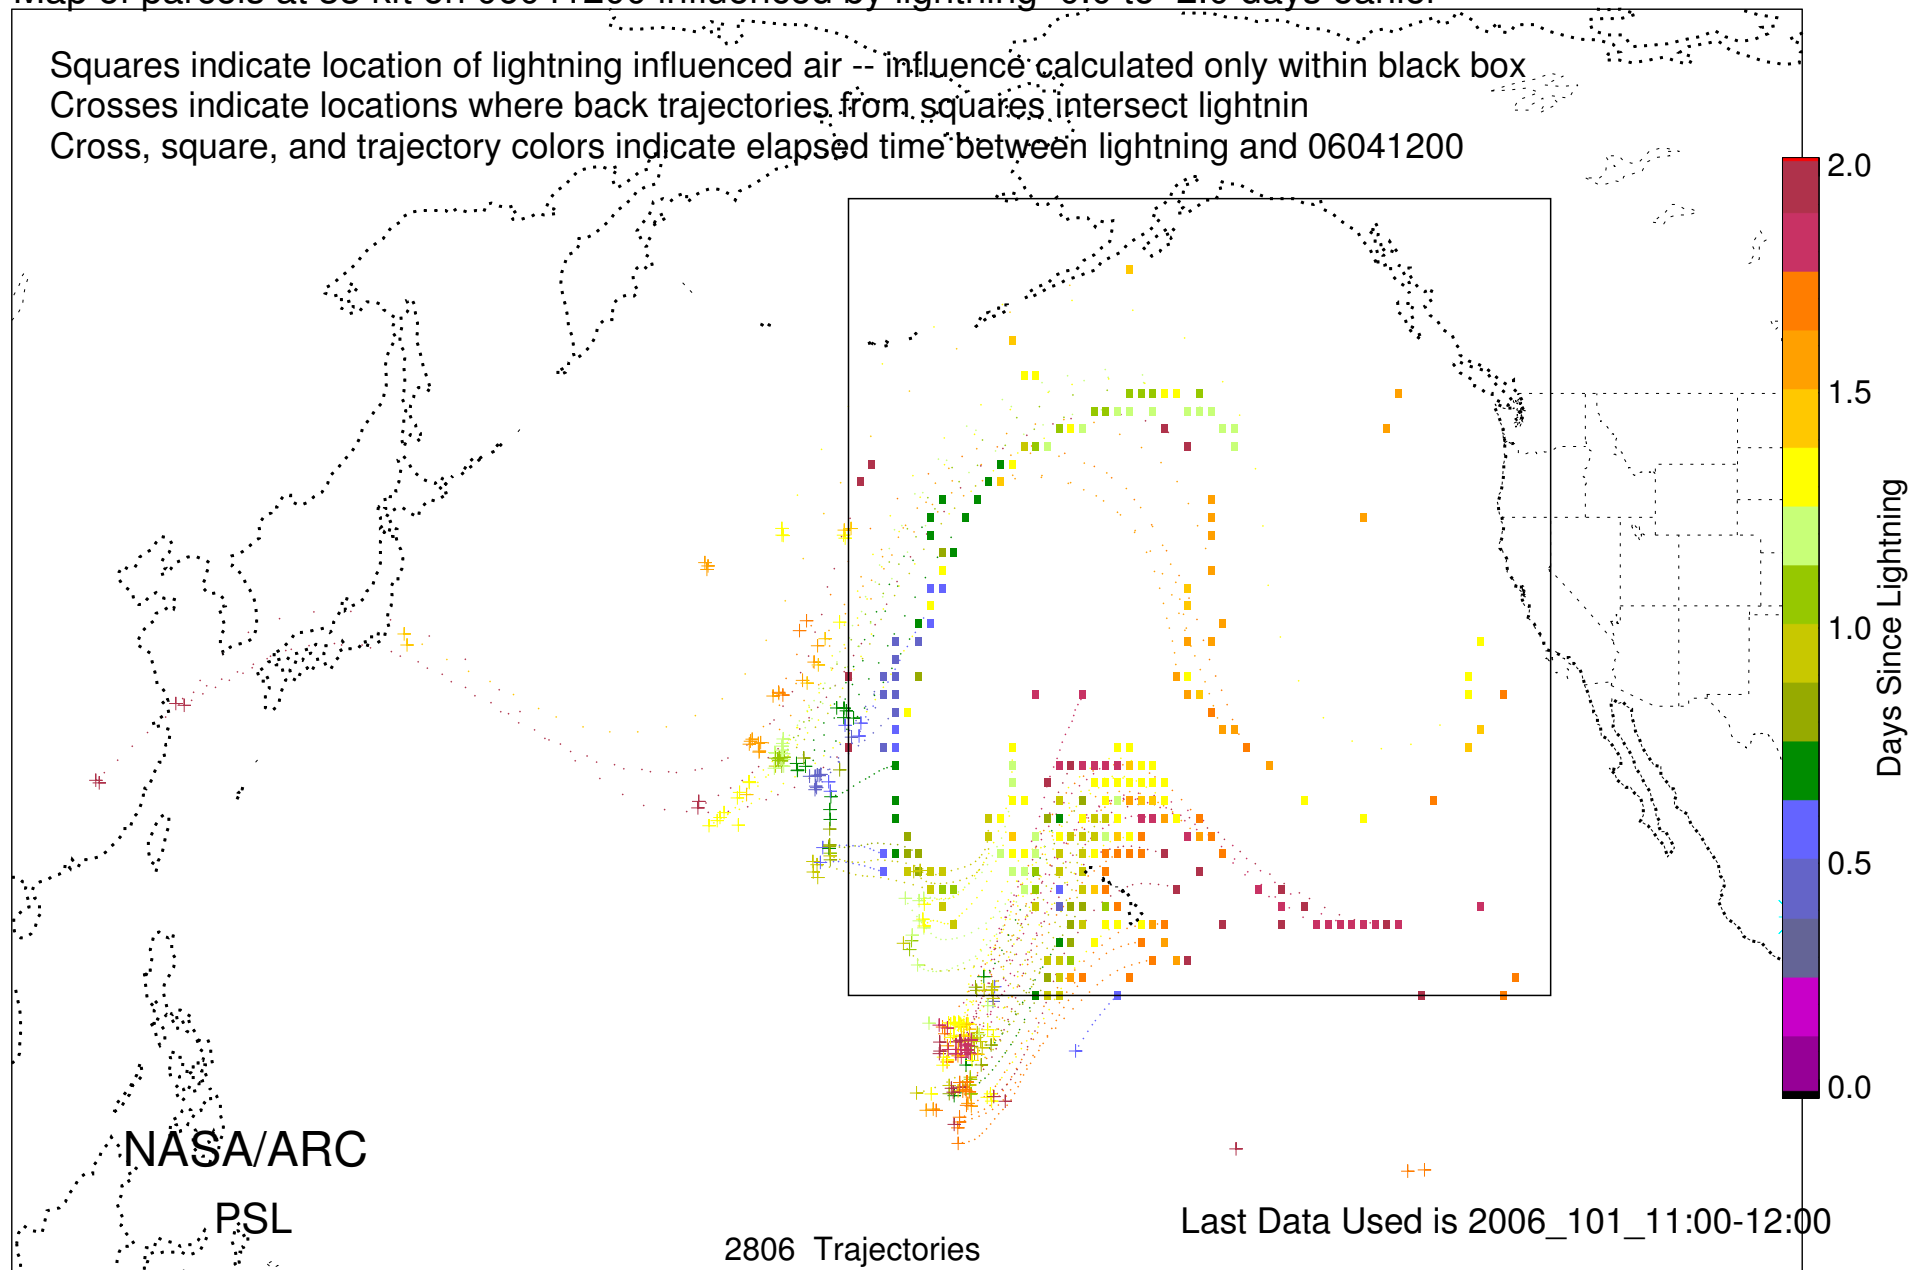 Squares indicate location of lightning influenced air -- influence calculated only within black box
Crosses indicate locations where back trajectories from squares intersect lightnin
Cross, square, and trajectory colors indicate elapsed time between lightning and 06041200
2.0
1.5
1.0
0.5
0.0
Days Since Lightning
NASA/ARC
PSL
2806 Trajectories
Last Data Used is 2006_101_11:00-12:00